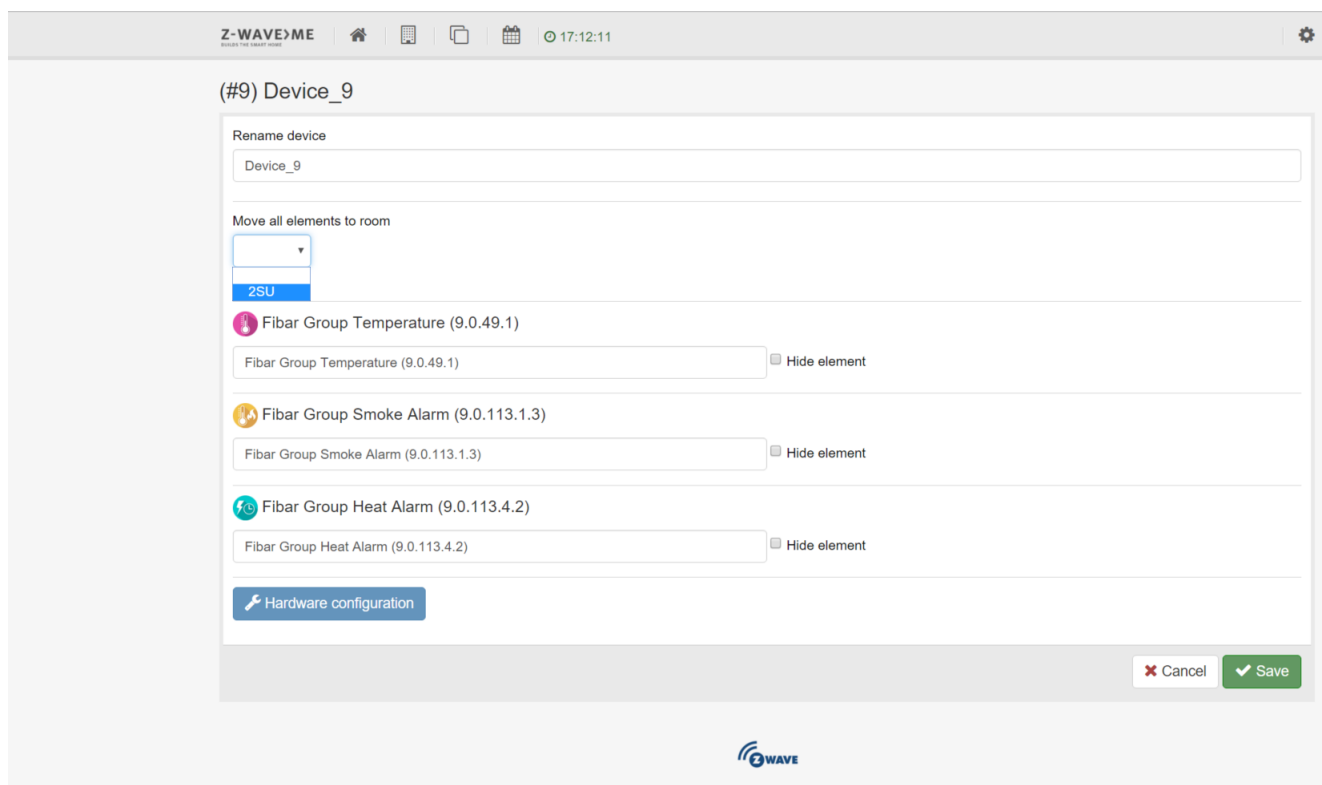 Z-WAVE>ME
BUILDER THE SMART HOME
17:12:11
(#9) Device_9
Rename device
Device_9
Move all elements to room
2SU
Fibar Group Temperature (9.0.49.1)
Fibar Group Temperature (9.0.49.1)
Hide element
Fibar Group Smoke Alarm (9.0.113.1.3)
Fibar Group Smoke Alarm (9.0.113.1.3)
Hide element
Fibar Group Heat Alarm (9.0.113.4.2)
Fibar Group Heat Alarm (9.0.113.4.2)
Hide element
Hardware configuration
Cancel
Save
Z WAVE